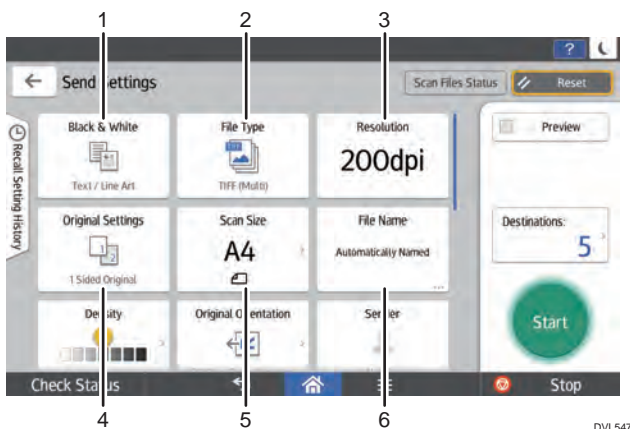 1
2
3
?
Send Settings
Scan Files Status
Reset
Recall Setting History
Black & White
Text / Line Art
File Type
TIFF (Multi)
Resolution
200dpi
Preview
Original Settings
1 2
1 Sided Original
Scan Size
A4
File Name
Automatically Named
...
Destinations:
5
Density
Original Orientation
Sender
Start
Check Status
Stop
4
5
6